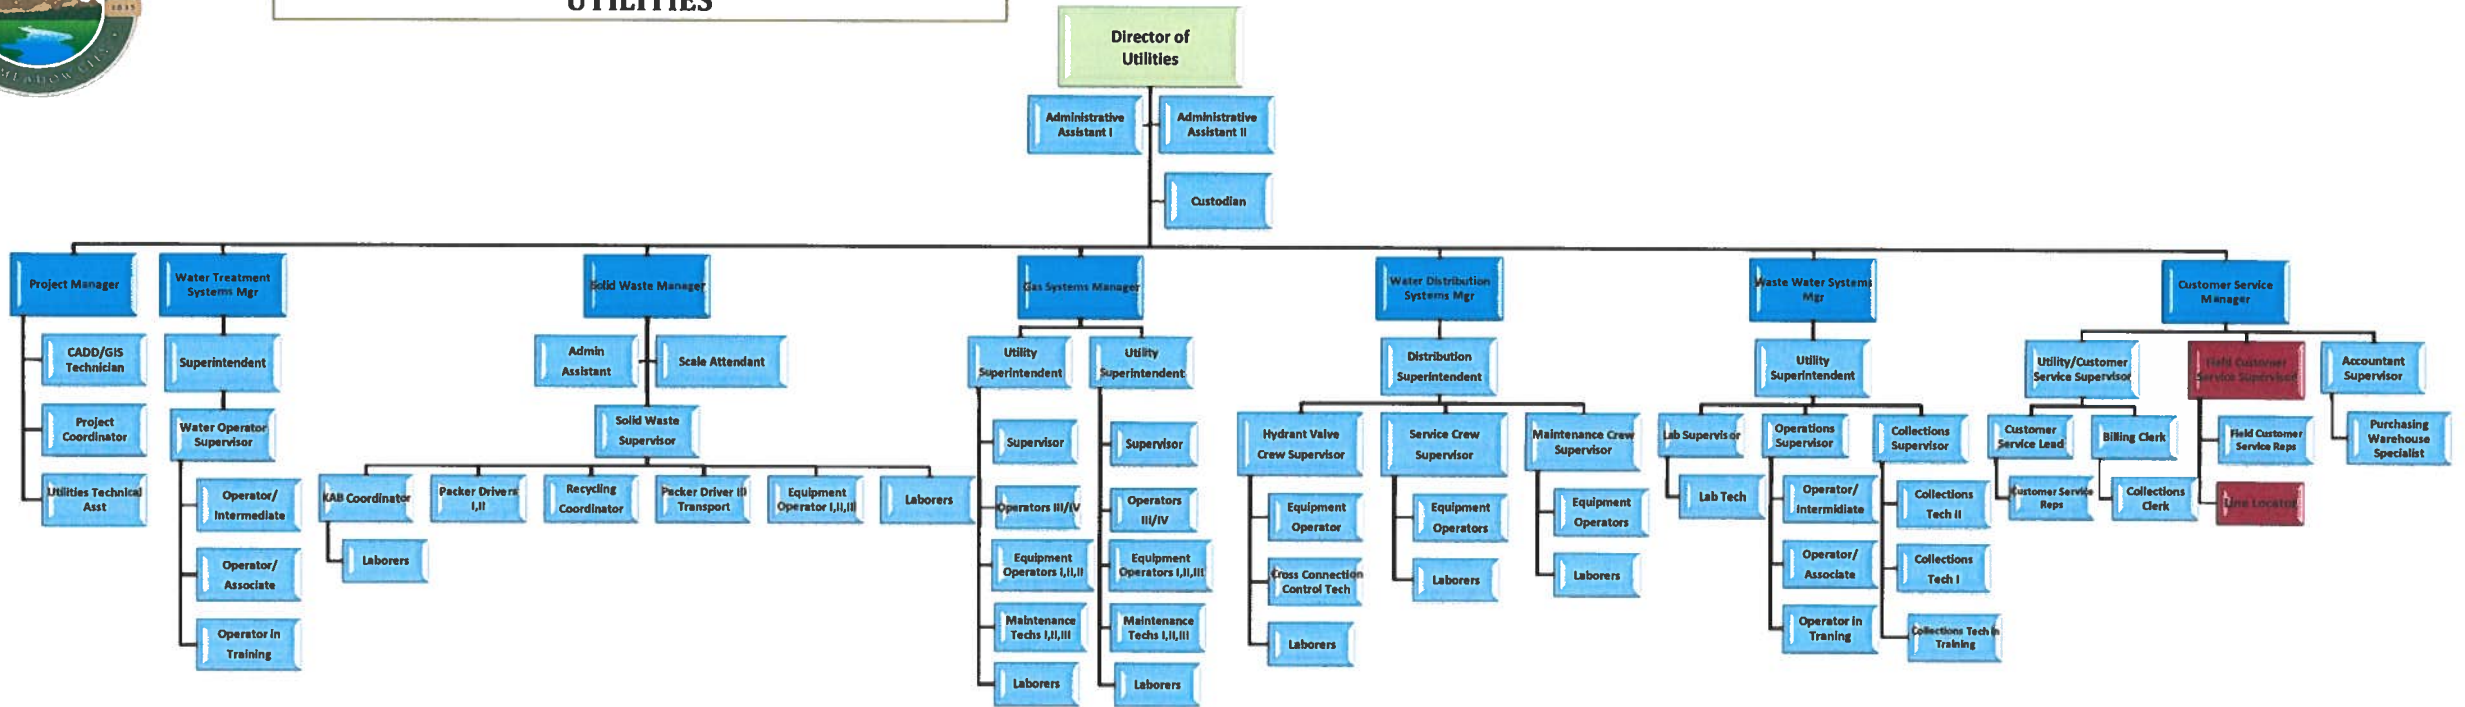 UTILITIES
1835
MEADOW CITY
Director of
Utilities
Administrative
Assistant I
Administrative
Assistant II
Custodian
Project Manager
Water Treatment
Systems Mgr
Solid Waste Manager
Gas Systems Manager
Water Distribution
Systems Mgr
Waste Water Systems
Mgr
Customer Service
Manager
CADD/GIS
Technician
Project
Coordinator
Utilities Technical
Asst
Superintendent
Water Operator
Supervisor
Operator/
Intermediate
Operator/
Associate
Operator in
Training
Admin
Assistant
Scale Attendant
Solid Waste
Supervisor
KAB Coordinator
Laborers
Packer Drivers
I,II
Recycling
Coordinator
Packer Driver III
Transport
Equipment
Operator I,II,III
Laborers
Utility
Superintendent
Supervisor
Operators III/IV
Equipment
Operators I,II,II
Maintenance
Techs I,II,III
Laborers
Utility
Superintendent
Supervisor
Operators
III/IV
Equipment
Operators I,II,III
Maintenance
Techs I,II,III
Laborers
Distribution
Superintendent
Hydrant Valve
Crew Supervisor
Equipment
Operator
Cross Connection
Control Tech
Laborers
Service Crew
Supervisor
Equipment
Operators
Laborers
Maintenance Crew
Supervisor
Equipment
Operators
Laborers
Utility
Superintendent
Lab Supervisor
Lab Tech
Operations
Supervisor
Operator/
Intermidiate
Operator/
Associate
Operator in
Traning
Collections
Supervisor
Collections
Tech II
Collections
Tech I
Collections Tech in
Training
Utility/Customer
Service Supervisor
Customer
Service Lead
Customer Service
Reps
Billing Clerk
Collections
Clerk
Field Customer
Service Supervisor
Field Customer
Service Reps
Line Locator
Accountant
Supervisor
Purchasing
Warehouse
Specialist